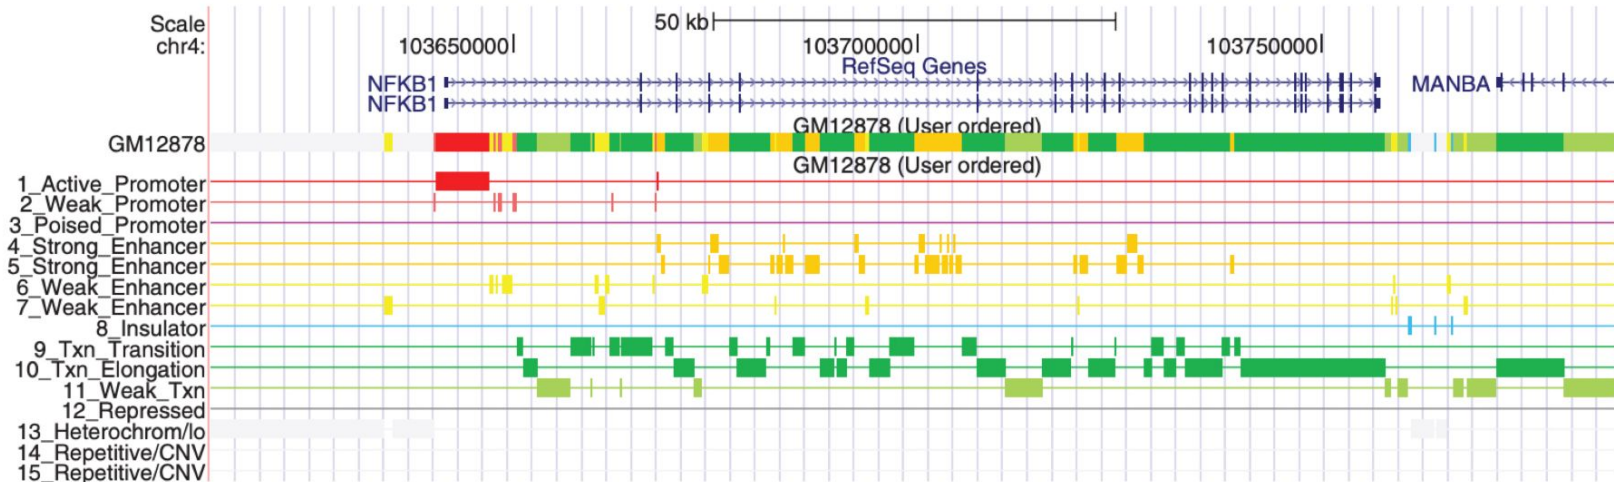 Scale 50 kb
chr4: 103650000 103700000 103750000
RefSeq Genes
NFKB1 MANBA
NFKB1
GM12878 (User ordered)
GM12878
GM12878 (User ordered)
1_Active_Promoter
2_Weak_Promoter
3_Poised_Promoter
4_Strong_Enhancer
5_Strong_Enhancer
6_Weak_Enhancer
7_Weak_Enhancer
8_Insulator
9_Txn_Transition
10_Txn_Elongation
11_Weak_Txn
12_Repressed
13_Heterochrom/lo
14_Repetitive/CNV
15_Repetitive/CNV